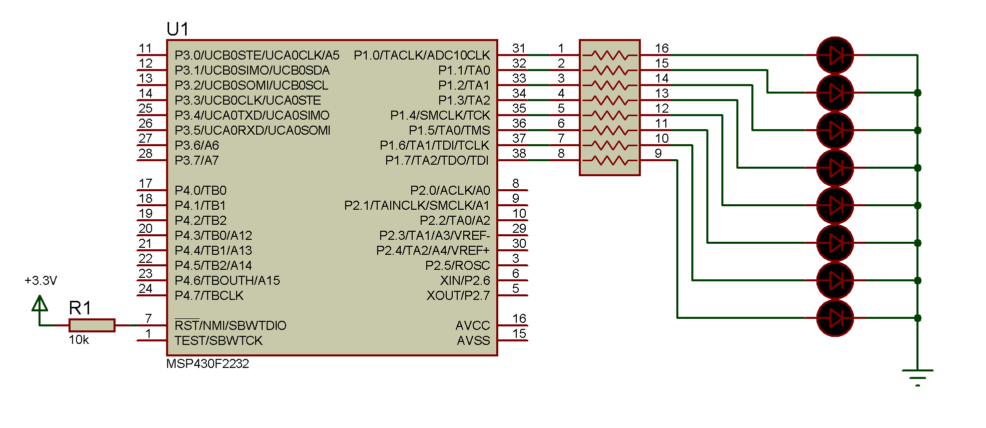 U1
11 P3.0/UCB0STE/UCA0CLK/A5 P1.0/TACLK/ADC10CLK 31 1 16
12 P3.1/UCB0SIMO/UCB0SDA P1.1/TA0 32 2 15
13 P3.2/UCB0SOMI/UCB0SCL P1.2/TA1 33 3 14
14 P3.3/UCB0CLK/UCA0STE P1.3/TA2 34 4 13
25 P3.4/UCA0TXD/UCA0SIMO P1.4/SMCLK/TCK 35 5 12
26 P3.5/UCA0RXD/UCA0SOMI P1.5/TA0/TMS 36 6 11
27 P3.6/A6 P1.6/TA1/TDI/TCLK 37 7 10
28 P3.7/A7 P1.7/TA2/TDO/TDI 38 8 9
17 P4.0/TB0 P2.0/ACLK/A0 8
18 P4.1/TB1 P2.1/TAINCLK/SMCLK/A1 9
19 P4.2/TB2 P2.2/TA0/A2 10
20 P4.3/TB0/A12 P2.3/TA1/A3/VREF- 29
21 P4.4/TB1/A13 P2.4/TA2/A4/VREF+ 30
22 P4.5/TB2/A14 P2.5/ROSC 3
23 P4.6/TBOUTH/A15 XIN/P2.6 6
24 P4.7/TBCLK XOUT/P2.7 5
+3.3V
R1
10k
7 RST/NMI/SBWTDIO AVCC 16
1 TEST/SBWTCK AVSS 15
MSP430F2232